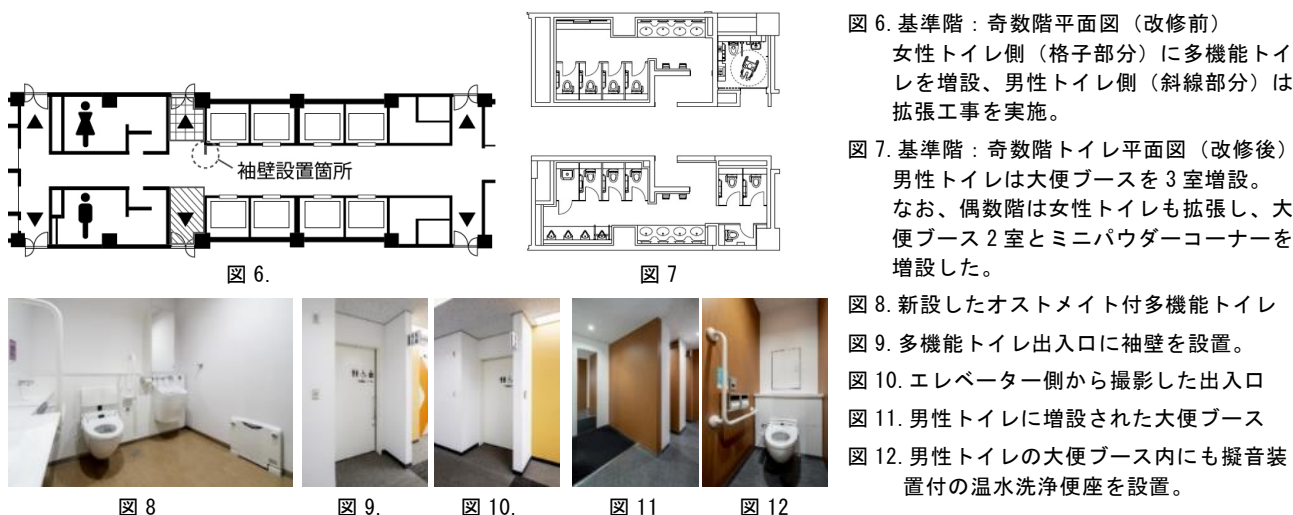 袖壁設置箇所
図 6.
図 7
図 8
図 9.
図 10.
図 11
図 12
図 6. 基準階：奇数階平面図（改修前）
女性トイレ側（格子部分）に多機能トイ
レを増設、男性トイレ側（斜線部分）は
拡張工事を実施。
図 7. 基準階：奇数階トイレ平面図（改修後）
男性トイレは大便ブースを 3 室増設。
なお、偶数階は女性トイレも拡張し、大
便ブース 2 室とミニパウダーコーナーを
増設した。
図 8. 新設したオストメイト付多機能トイレ
図 9. 多機能トイレ出入口に袖壁を設置。
図 10. エレベーター側から撮影した出入口
図 11. 男性トイレに増設された大便ブース
図 12. 男性トイレの大便ブース内にも擬音装
置付の温水洗浄便座を設置。